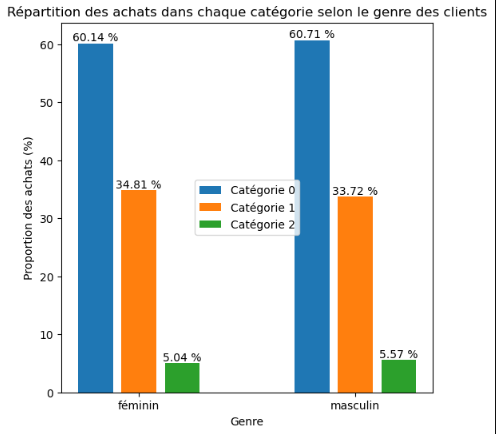 Répartition des achats dans chaque catégorie selon le genre des clients
Proportion des achats (%)
60
50
40
30
20
10
0
60.14 %
34.81 %
5.04 %
60.71 %
33.72 %
5.57 %
Catégorie 0
Catégorie 1
Catégorie 2
féminin
masculin
Genre